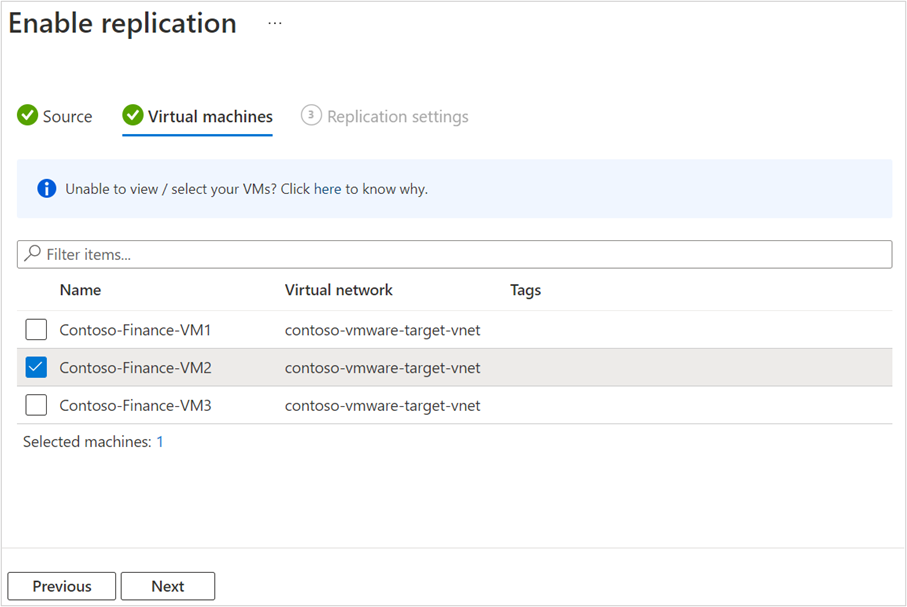 Enable replication ...
Source Virtual machines 3 Replication settings
Unable to view / select your VMs? Click here to know why.
Filter items...
Name Virtual network Tags
Contoso-Finance-VM1 contoso-vmware-target-vnet
Contoso-Finance-VM2 contoso-vmware-target-vnet
Contoso-Finance-VM3 contoso-vmware-target-vnet
Selected machines: 1
Previous Next